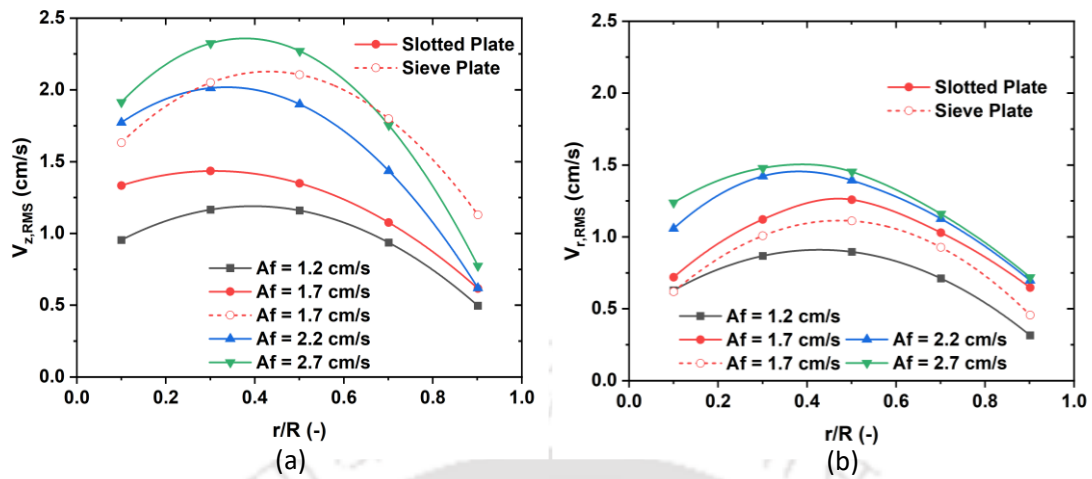 2.5
2.0
1.5
1.0
0.5
0.0
V_z,RMS (cm/s)
Slotted Plate
Sieve Plate
Af = 1.2 cm/s
Af = 1.7 cm/s
Af = 1.7 cm/s
Af = 2.2 cm/s
Af = 2.7 cm/s
0.0 0.2 0.4 0.6 0.8 1.0
r/R (-)
(a)
2.5
2.0
1.5
1.0
0.5
0.0
V_r,RMS (cm/s)
Slotted Plate
Sieve Plate
Af = 1.2 cm/s
Af = 1.7 cm/s Af = 2.2 cm/s
Af = 1.7 cm/s Af = 2.7 cm/s
0.0 0.2 0.4 0.6 0.8 1.0
r/R (-)
(b)